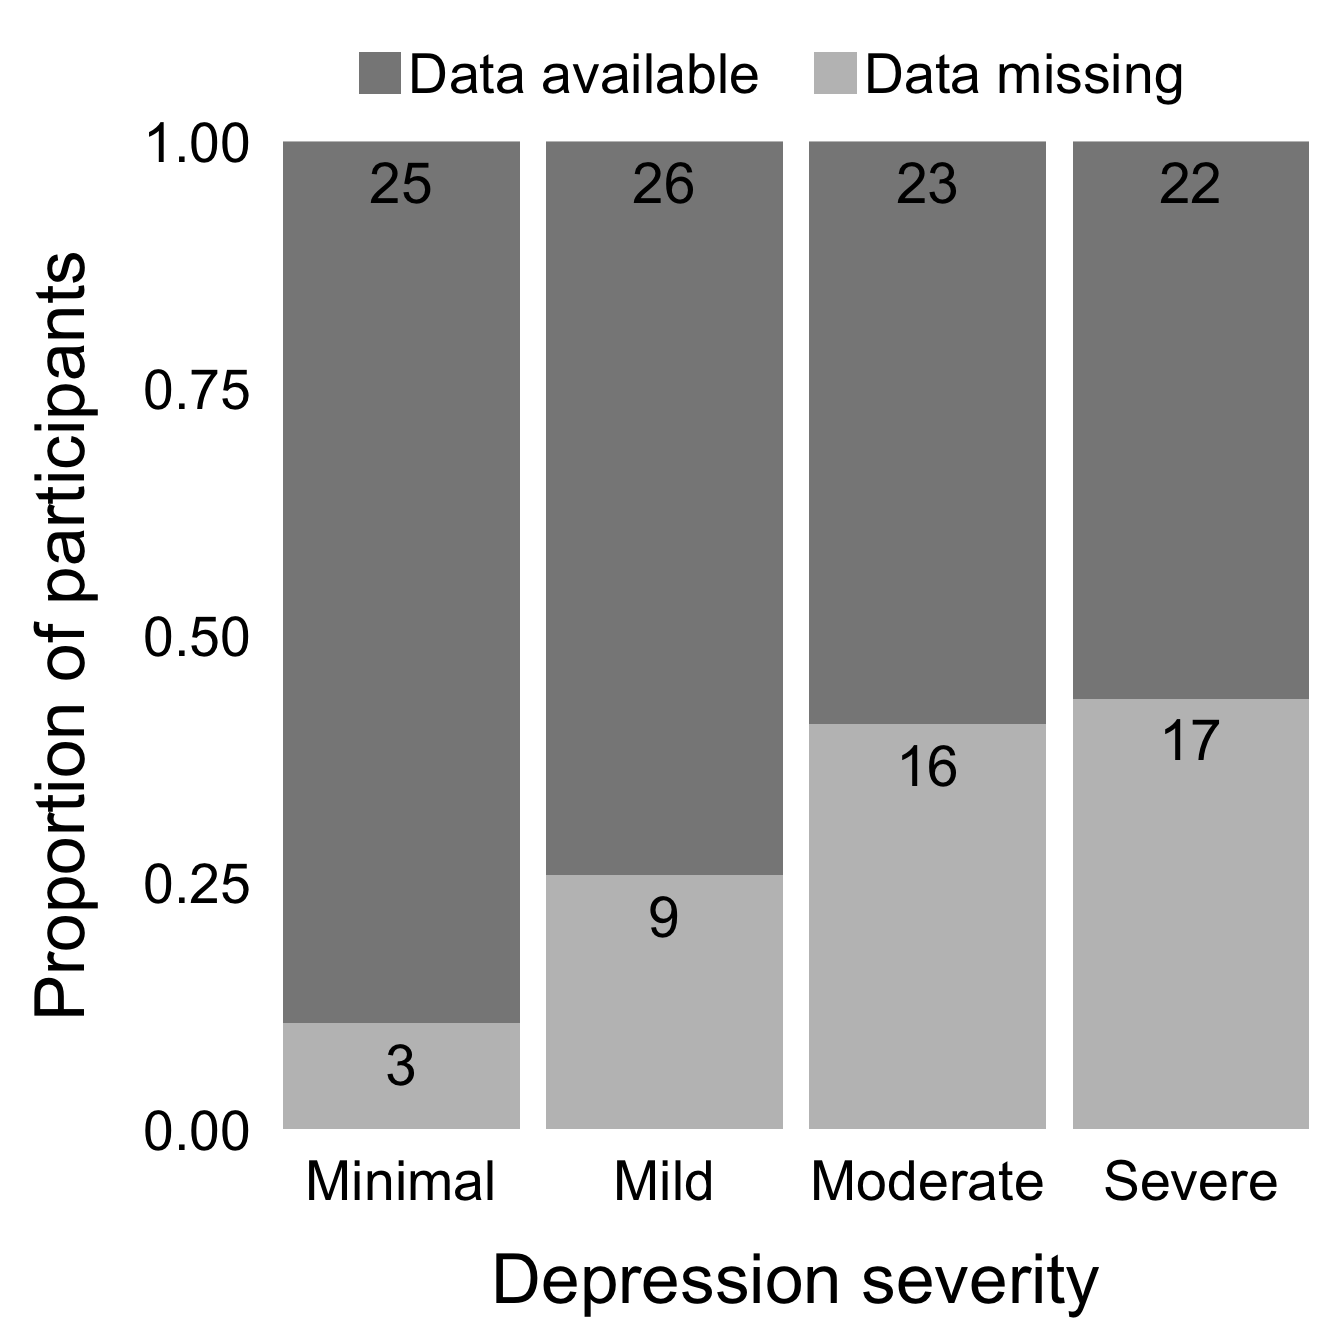 Data available Data missing
1.00
0.75
0.50
0.25
0.00
Proportion of participants
25 26 23 22
3 9 16 17
Minimal Mild Moderate Severe
Depression severity